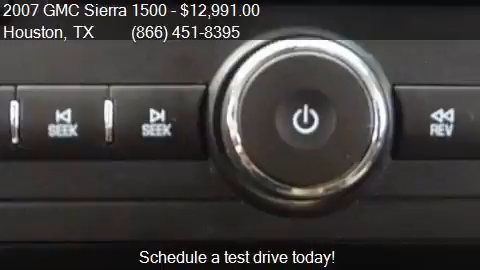 2007 GMC Sierra 1500 - $12,991.00
Houston, TX (866) 451-8395
SEEK SEEK REV
Schedule a test drive today!